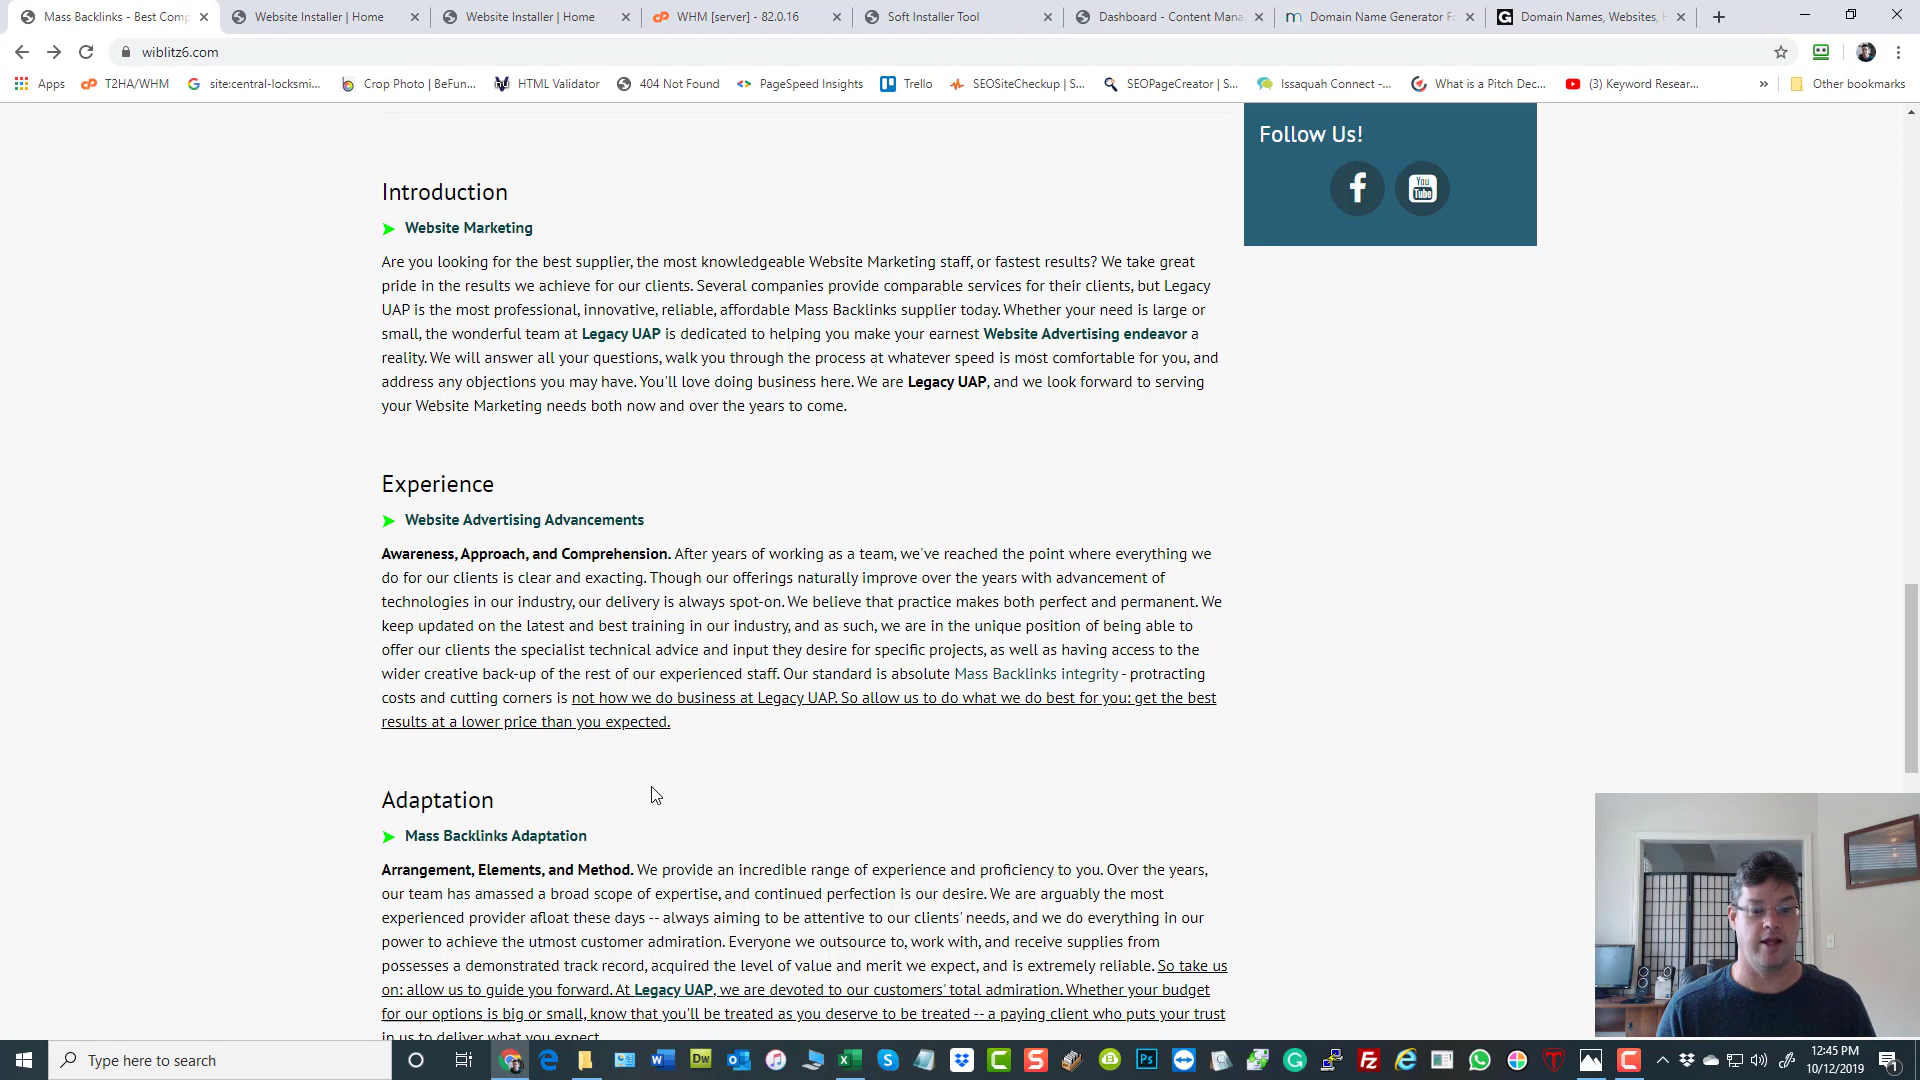 Mass Backlinks - Best Comp
Website Installer | Home
Website Installer | Home
WHM [server] - 82.0.16
Soft Installer Tool
Dashboard - Content Mana
Domain Name Generator Fo
Domain Names, Websites, H
wiblitz6.com
Apps
T2HA/WHM
site:central-locksmi...
Crop Photo | BeFun...
HTML Validator
404 Not Found
PageSpeed Insights
Trello
SEOSiteCheckup | S...
SEOPageCreator | S...
Issaquah Connect -...
What is a Pitch Dec...
(3) Keyword Resear...
»
Other bookmarks
Follow Us!
You
Tube
Introduction
Website Marketing
Are you looking for the best supplier, the most knowledgeable Website Marketing staff, or fastest results? We take great
pride in the results we achieve for our clients. Several companies provide comparable services for their clients, but Legacy
UAP is the most professional, innovative, reliable, affordable Mass Backlinks supplier today. Whether your need is large or
small, the wonderful team at Legacy UAP is dedicated to helping you make your earnest Website Advertising endeavor a
reality. We will answer all your questions, walk you through the process at whatever speed is most comfortable for you, and
address any objections you may have. You'll love doing business here. We are Legacy UAP, and we look forward to serving
your Website Marketing needs both now and over the years to come.
Experience
Website Advertising Advancements
Awareness, Approach, and Comprehension. After years of working as a team, we've reached the point where everything we
do for our clients is clear and exacting. Though our offerings naturally improve over the years with advancement of
technologies in our industry, our delivery is always spot-on. We believe that practice makes both perfect and permanent. We
keep updated on the latest and best training in our industry, and as such, we are in the unique position of being able to
offer our clients the specialist technical advice and input they desire for specific projects, as well as having access to the
wider creative back-up of the rest of our experienced staff. Our standard is absolute Mass Backlinks integrity - protracting
costs and cutting corners is not how we do business at Legacy UAP. So allow us to do what we do best for you: get the best
results at a lower price than you expected.
Adaptation
Mass Backlinks Adaptation
Arrangement, Elements, and Method. We provide an incredible range of experience and proficiency to you. Over the years,
our team has amassed a broad scope of expertise, and continued perfection is our desire. We are arguably the most
experienced provider afloat these days -- always aiming to be attentive to our clients' needs, and we do everything in our
power to achieve the utmost customer admiration. Everyone we outsource to, work with, and receive supplies from
possesses a demonstrated track record, acquired the level of value and merit we expect, and is extremely reliable. So take us
on: allow us to guide you forward. At Legacy UAP, we are devoted to our customers' total admiration. Whether your budget
for our options is big or small, know that you'll be treated as you deserve to be treated -- a paying client who puts your trust
in us to deliver what you expect.
Type here to search
12:45 PM
10/12/2019